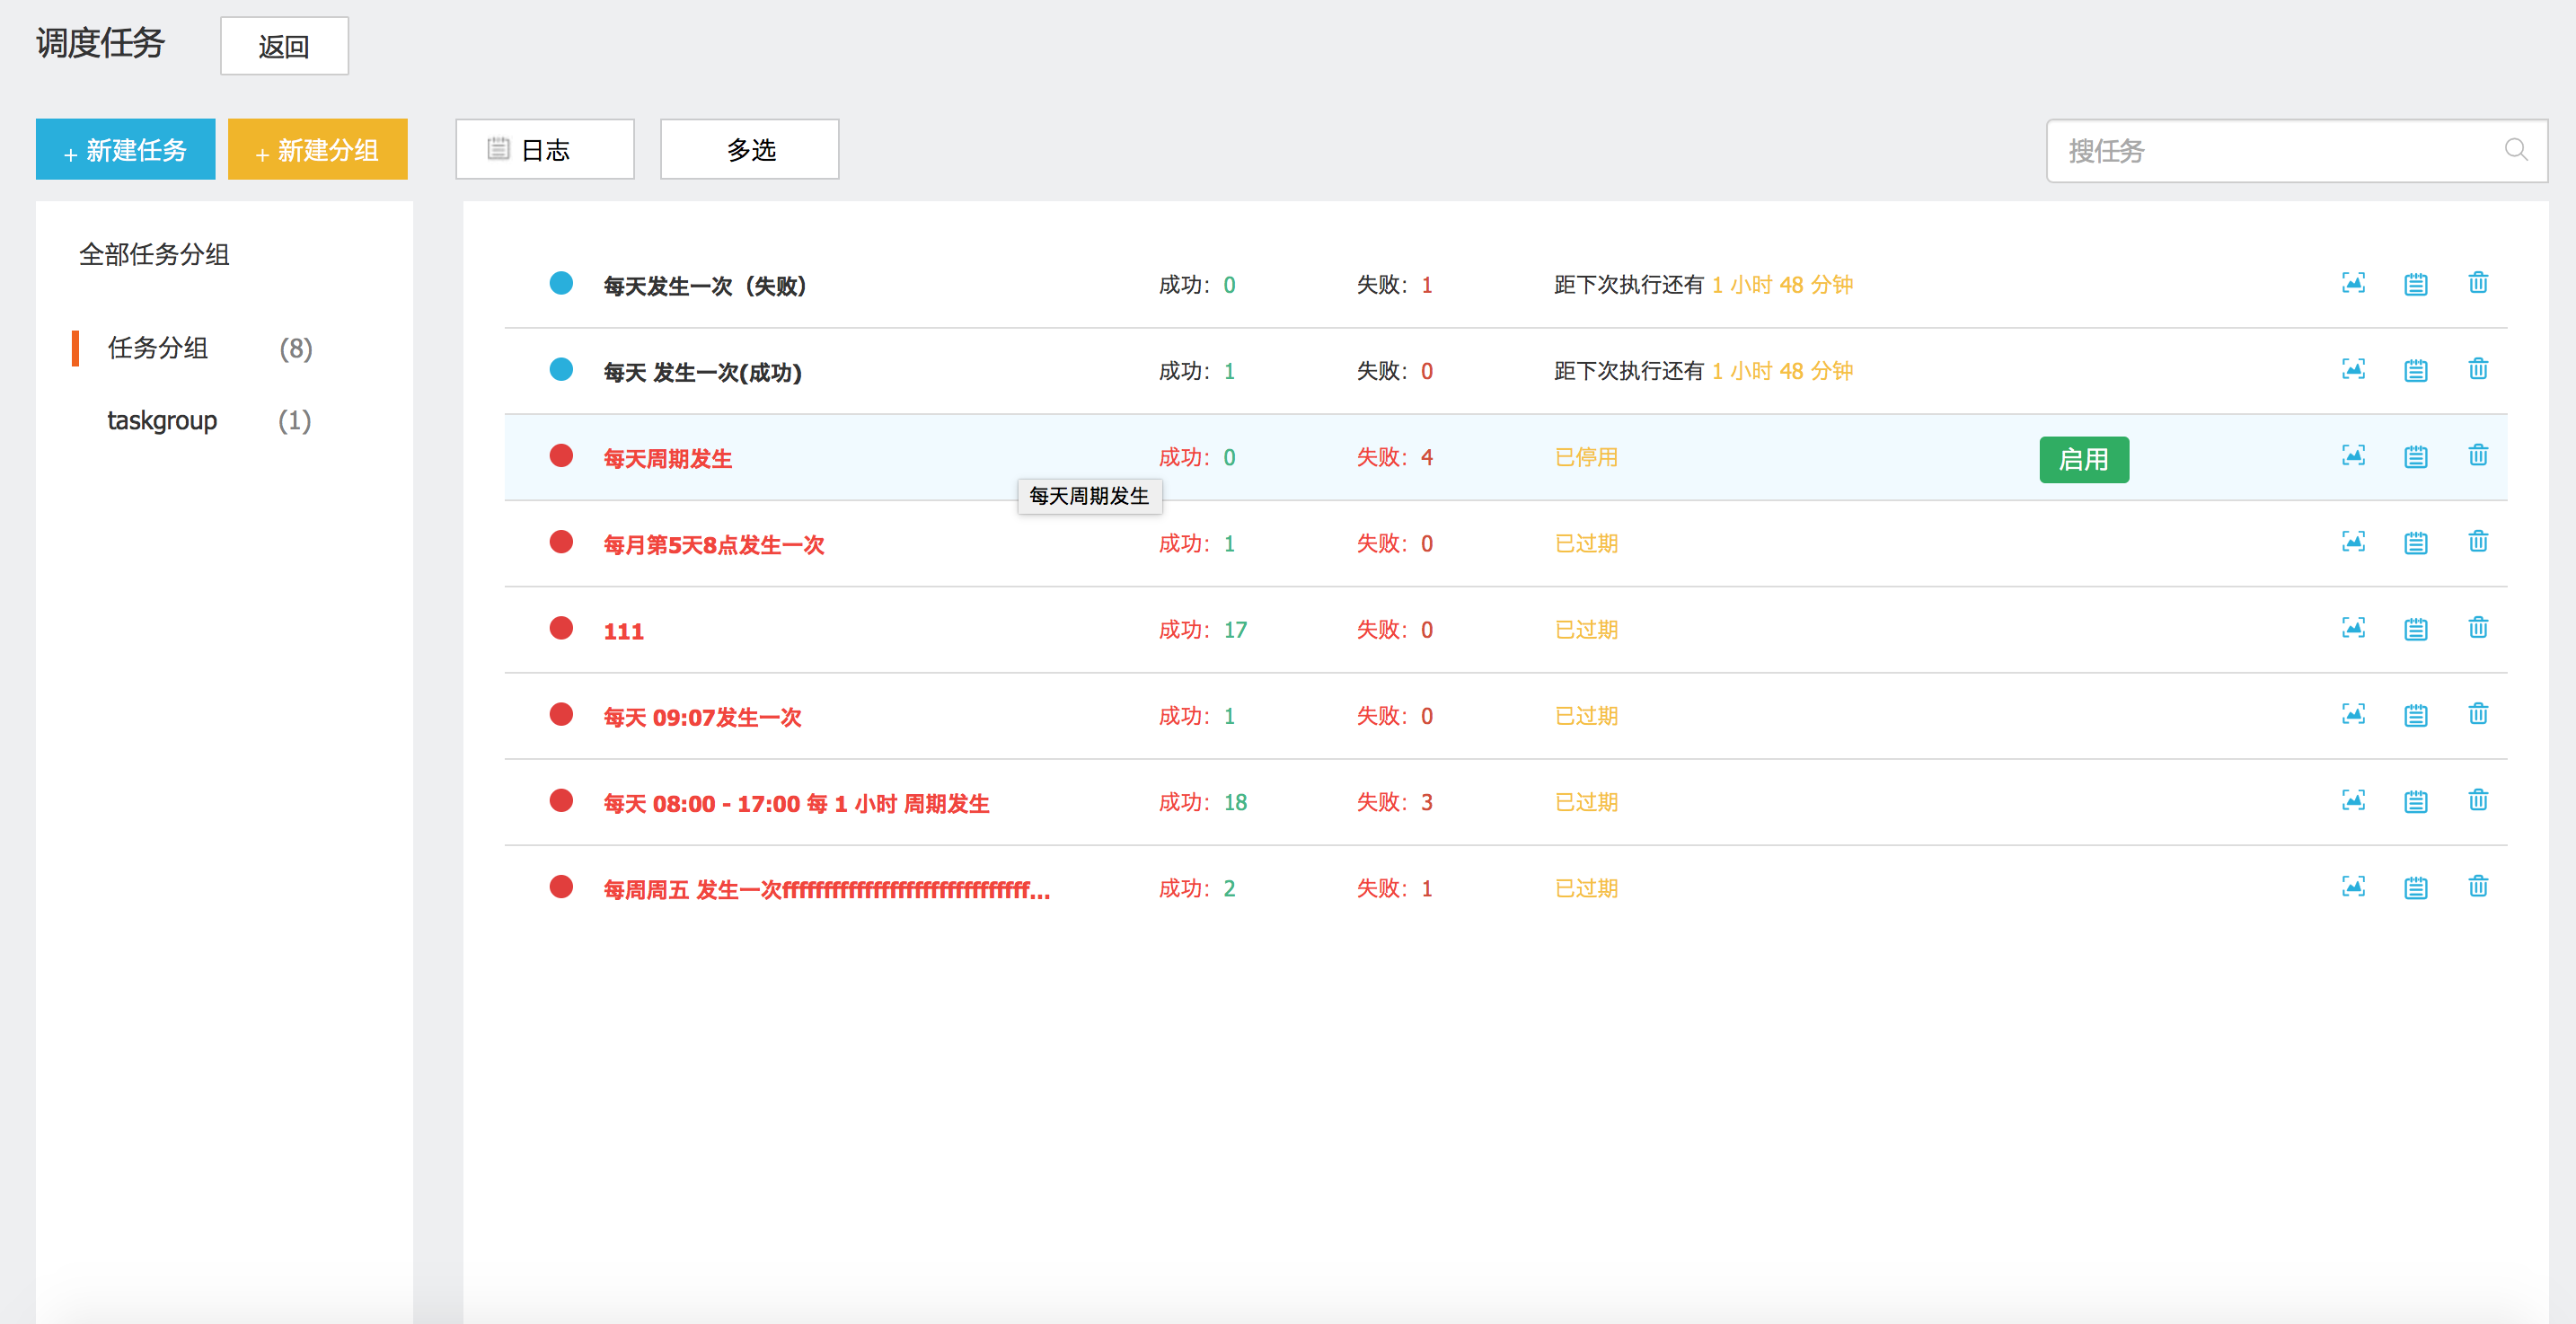 调度任务 返回
+ 新建任务 + 新建分组 日志 多选 搜任务
全部任务分组
任务分组 (8)
taskgroup (1)
每天发生一次（失败） 成功：0 失败：1 距下次执行还有 1 小时 48 分钟
每天 发生一次(成功) 成功：1 失败：0 距下次执行还有 1 小时 48 分钟
每天周期发生 成功：0 失败：4 已停用 启用
每天周期发生
每月第5天8点发生一次 成功：1 失败：0 已过期
111 成功：17 失败：0 已过期
每天 09:07发生一次 成功：1 失败：0 已过期
每天 08:00 - 17:00 每 1 小时 周期发生 成功：18 失败：3 已过期
每周周五 发生一次ffffffffffffffffffffffffffffff... 成功：2 失败：1 已过期